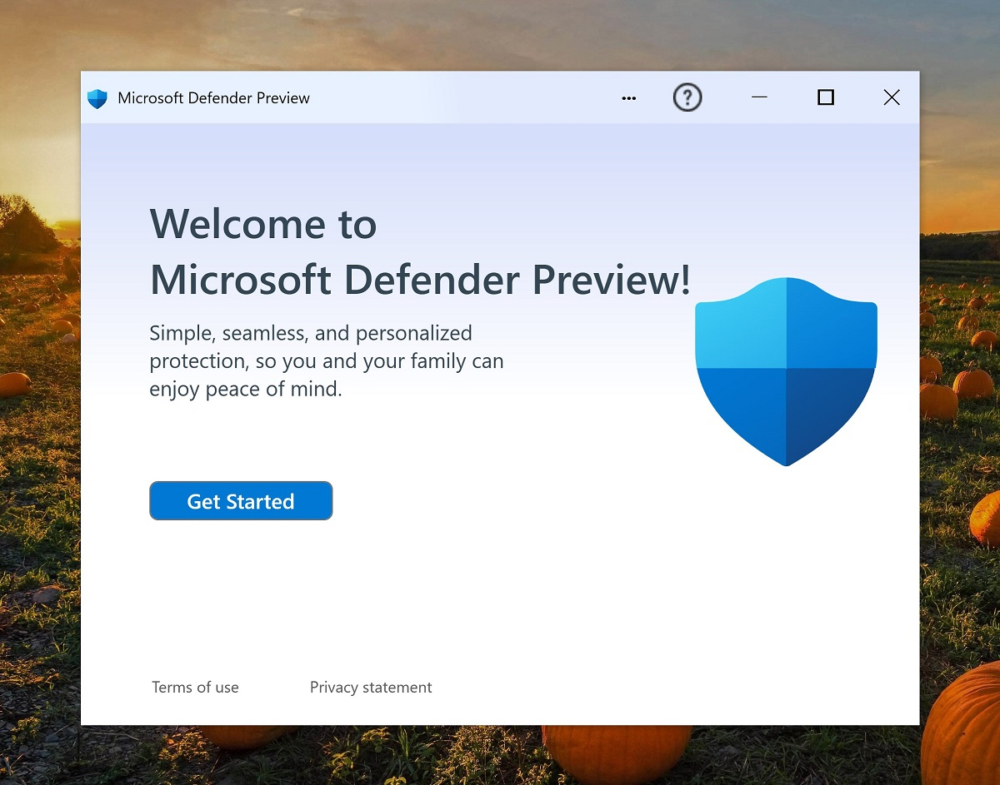 Microsoft Defender Preview
Welcome to
Microsoft Defender Preview!
Simple, seamless, and personalized
protection, so you and your family can
enjoy peace of mind.
Get Started
Terms of use
Privacy statement